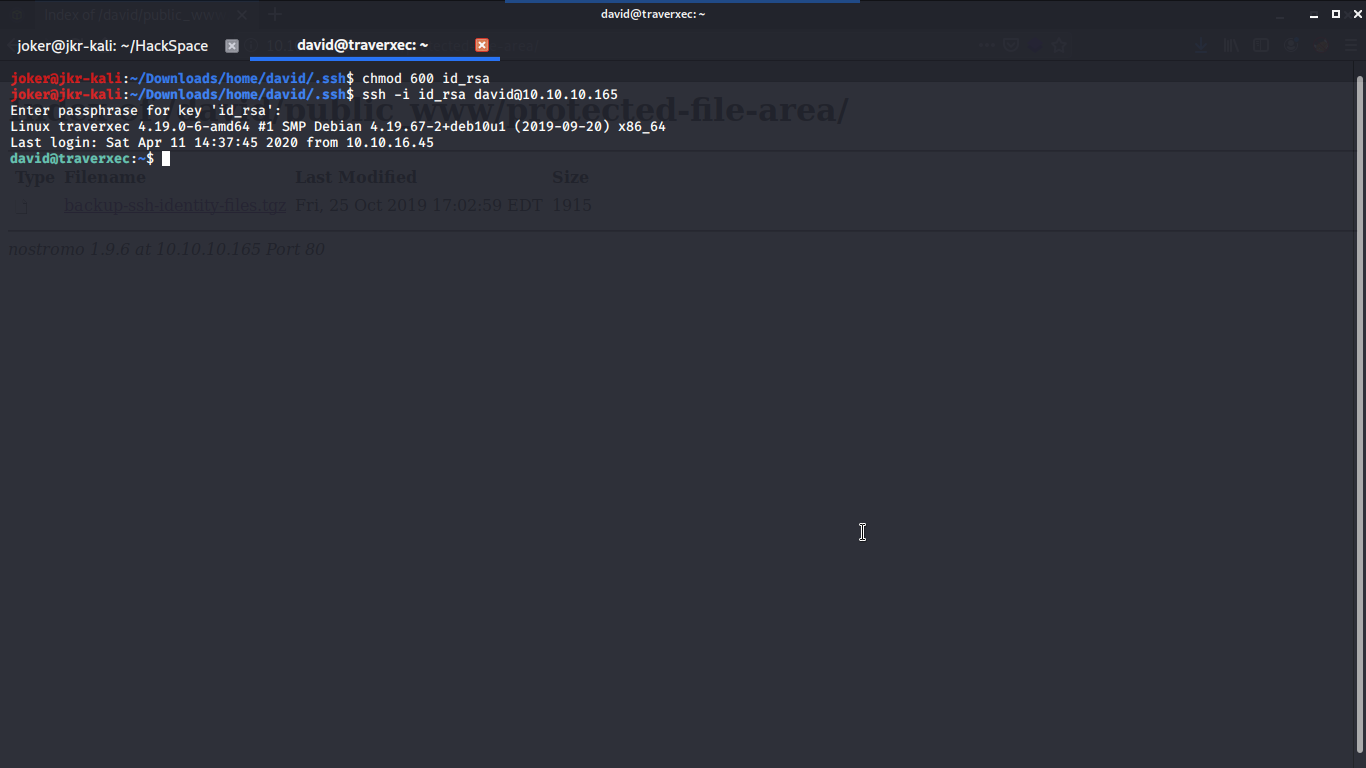 Index of /david/public_ww
david@traverxec: ~
joker@jkr-kali: ~/HackSpace
david@traverxec: ~
joker@jkr-kali:~/Downloads/home/david/.ssh$ chmod 600 id_rsa
joker@jkr-kali:~/Downloads/home/david/.ssh$ ssh -i id_rsa david@10.10.10.165
Enter passphrase for key 'id_rsa':
Linux traverxec 4.19.0-6-amd64 #1 SMP Debian 4.19.67-2+deb10u1 (2019-09-20) x86_64
Last login: Sat Apr 11 14:37:45 2020 from 10.10.16.45
david@traverxec:~$
/public_www/protected-file-area/
Type Filename Last Modified Size
backup-ssh-identity-files.tgz Fri, 25 Oct 2019 17:02:59 EDT 1915
nostromo 1.9.6 at 10.10.10.165 Port 80